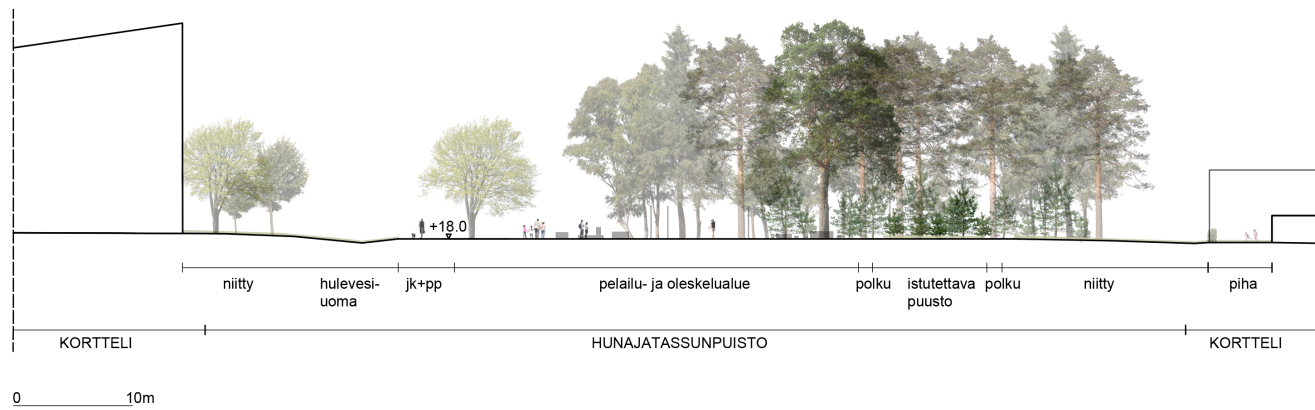 +18.0
niitty
hulevesi-
uoma
jk+pp
pelailu- ja oleskelualue
polku
istutettava
puusto
polku
niitty
piha
KORTTELI
HUNAJATASSUNPUISTO
KORTTELI
0 10m